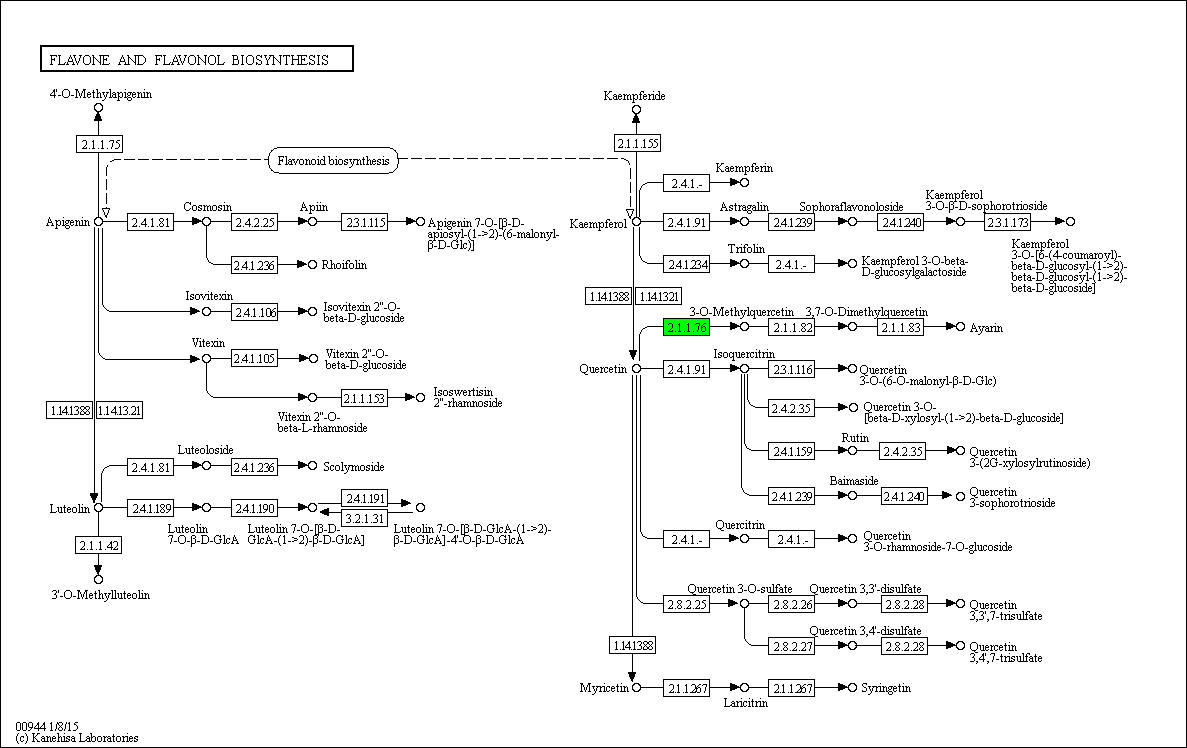 FLAVONE AND FLAVONOL BIOSYNTHESIS
4'-O-Methylapigenin
Kaempferide
2.1.1.75
2.1.1.155
Flavonoid biosynthesis
Kaempferin
2.4.1.-
Apigenin
2.4.1.81
Cosmosin
2.4.2.25
Apiin
2.3.1.115
Apigenin 7-O-[β-D-
apiosyl-(1->2)-(6-malonyl-
β-D-Glc)]
2.4.1.236
Rhoifolin
Kaempferol
2.4.1.91
Astragalin
2.4.1.239
Sophoraflavonoloside
2.4.1.240
Kaempferol
3-O-β-D-sophorotrioside
2.3.1.173
Kaempferol
3-O-[6-(4-coumaroyl)-
beta-D-glucosyl-(1->2)-
beta-D-glucosyl-(1->2)-
beta-D-glucoside]
2.4.1.234
Trifolin
2.4.1.-
Kaempferol 3-O-beta-
D-glucosylgalactoside
Isovitexin
2.4.1.106
Isovitexin 2''-O-
beta-D-glucoside
1.14.13.88
1.14.13.21
3-O-Methylquercetin
3,7-O-Dimethylquercetin
2.1.1.76
2.1.1.82
2.1.1.83
Ayarin
Vitexin
2.4.1.105
Vitexin 2''-O-
beta-D-glucoside
2.1.1.153
Isoswertisin
2''-rhamnoside
Vitexin 2''-O-
beta-L-rhamnoside
Quercetin
2.4.1.91
Isoquercitrin
2.3.1.116
Quercetin
3-O-(6-O-malonyl-β-D-Glc)
2.4.2.35
Quercetin 3-O-
[beta-D-xylosyl-(1->2)-beta-D-glucoside]
1.14.13.88
1.14.13.21
2.4.1.159
Rutin
2.4.2.35
Quercetin
3-(2G-xylosylrutinoside)
2.4.1.81
Luteoloside
2.4.1.236
Scolymoside
2.4.1.239
Baimaside
2.4.1.240
Quercetin
3-sophorotrioside
Luteolin
2.4.1.189
2.4.1.190
2.4.1.191
3.2.1.31
Luteolin
7-O-β-D-GlcA
Luteolin 7-O-[β-D-
GlcA-(1->2)-β-D-GlcA]
Luteolin 7-O-[β-D-GlcA-(1->2)-
β-D-GlcA]-4'-O-β-D-GlcA
2.1.1.42
3'-O-Methylluteolin
2.4.1.-
Quercitrin
2.4.1.-
Quercetin
3-O-rhamnoside-7-O-glucoside
2.8.2.25
Quercetin 3-O-sulfate
2.8.2.26
Quercetin 3,3'-disulfate
2.8.2.28
Quercetin
3,3',7-trisulfate
2.8.2.27
Quercetin 3,4'-disulfate
2.8.2.28
Quercetin
3,4',7-trisulfate
1.14.13.88
Myricetin
2.1.1.267
Laricitrin
2.1.1.267
Syringetin
00944 1/8/15
(c) Kanehisa Laboratories